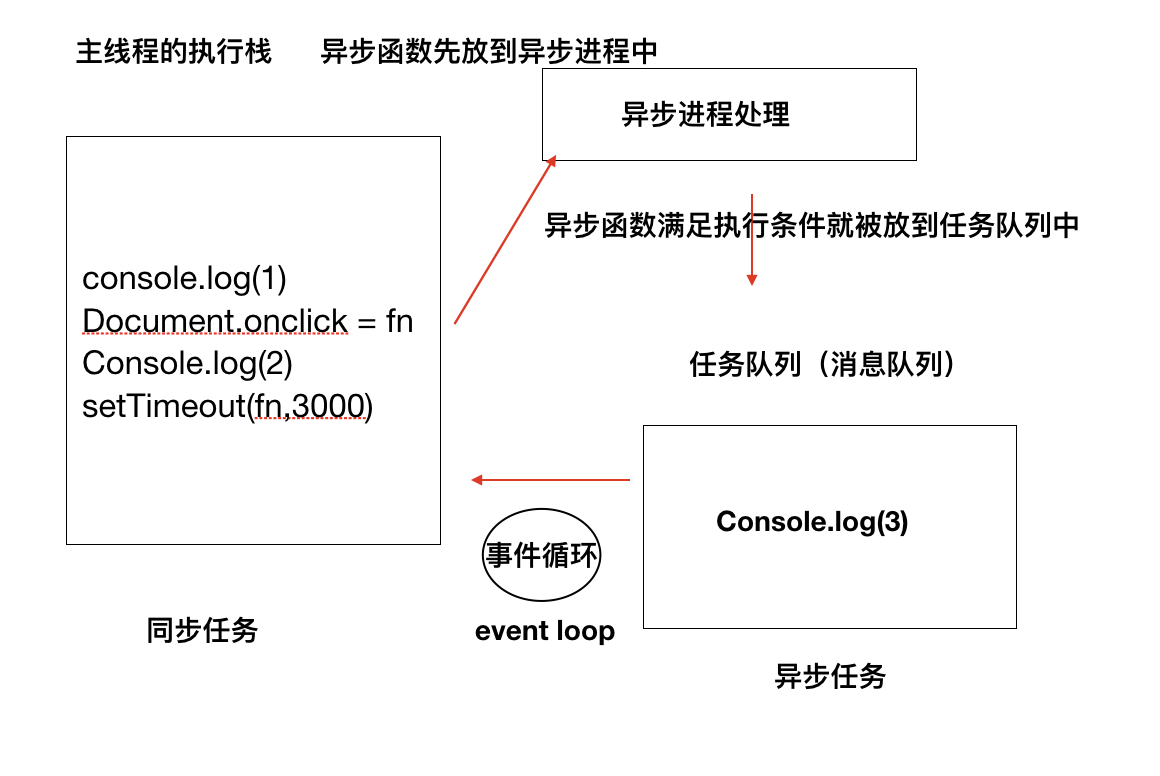 主线程的执行栈
异步函数先放到异步进程中
异步进程处理
异步函数满足执行条件就被放到任务队列中
console.log(1)
Document.onclick = fn
Console.log(2)
setTimeout(fn,3000)
任务队列（消息队列）
Console.log(3)
事件循环
event loop
同步任务
异步任务